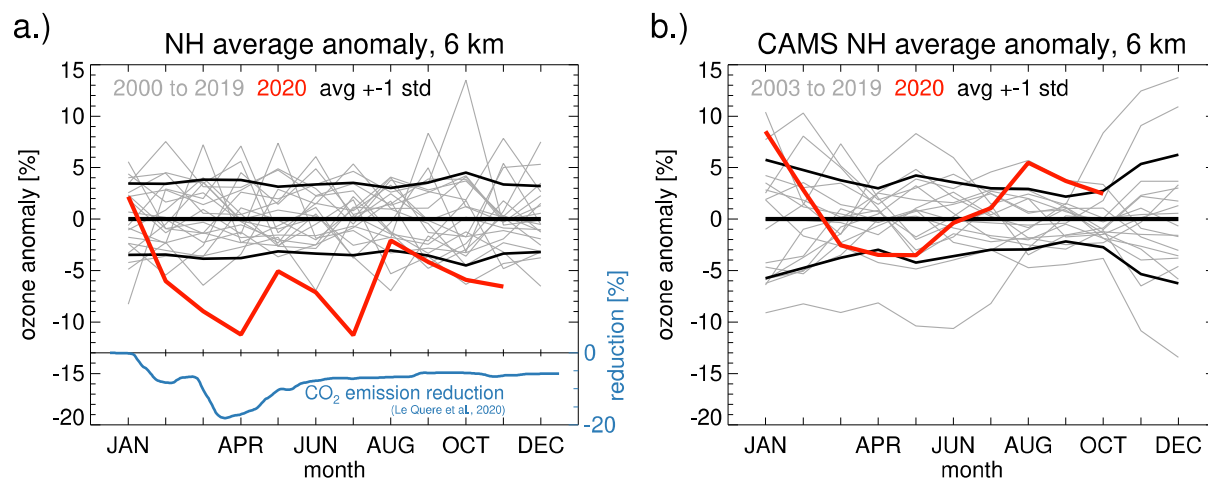 a.)
NH average anomaly, 6 km
2000 to 2019 2020 avg +-1 std
15
10
5
0
-5
-10
-15
-20
ozone anomaly [%]
0
-20
reduction [%]
CO2 emission reduction
(Le Quere et al., 2020)
JAN APR JUN AUG OCT DEC
month
b.)
CAMS NH average anomaly, 6 km
2003 to 2019 2020 avg +-1 std
15
10
5
0
-5
-10
-15
-20
ozone anomaly [%]
JAN APR JUN AUG OCT DEC
month